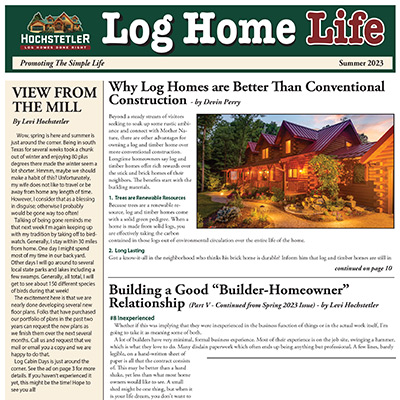 HOCHSTETLER
LOG HOMES DONE RIGHT
Log Home Life
Promoting The Simple Life
Summer 2023
VIEW FROM
THE MILL
By Levi Hochstetler
Wow, spring is here and summer is
just around the corner. Being in south
Texas for several weeks took a chunk
out of winter and enjoying 80 plus
degrees there made the winter seem a
lot shorter. Hmmm, maybe we should
make a habit of this? Unfortunately,
my wife does not like to travel or be
away from home any length of time.
However, I consider that as a blessing
in disguise; otherwise I probably
would be gone way too often!
Talking of being gone reminds me
that next week I'm again keeping up
with my tradition by taking off to bird-
watch. Generally, I stay within 30 miles
from home. One day I might spend
most of my time in our back yard.
Other days I will go around to several
local state parks and lakes including a
few swamps. Generally, all total, I will
get to see about 150 different species
of birds during that week!
The excitement here is that we are
nearly done developing several new
floor plans. Folks that have purchased
our portfolio of plans in the past two
years can request the new plans as
we finish them over the next several
months. Call us and request that we
mail or email you a copy and we are
happy to do that.
Log Cabin Days is just around the
corner. See the ad on page 3 for more
details. If you haven't experienced it
yet, this might be the time! Hope to
see you all!
Why Log Homes are Better Than Conventional
Construction - by Devin Perry
Beyond a steady stream of visitors
seeking to soak up some rustic ambi-
ance and connect with Mother Na-
ture, there are other advantages for
owning a log and timber home over
more conventional construction.
Longtime homeowners say log and
timber homes offer rich rewards over
the stick and brick homes of their
neighbors. The benefits start with the
building materials.
1. Trees are Renewable Resources
Because trees are a renewable re-
source, log and timber homes come
with a solid green pedigree. When a
home is made from solid logs, you
are effectively taking the carbon
contained in those logs out of environmental circulation over the entire life of the home.
2. Long Lasting
Got a know-it-all in the neighborhood who thinks his brick home is durable? Inform him that log and timber homes are still in
continued on page 10
Building a Good “Builder-Homeowner”
Relationship (Part V - Continued from Spring 2023 Issue) - by Levi Hochstetler
#8 Inexperienced
Whether if this was implying that they were inexperienced in the business function of things or in the actual work itself, I'm
going to take it as meaning some of both.
A lot of builders have very minimal, formal business experience. Most of their experience is on the job site, swinging a hammer,
which is what they love to do. Many disdain paperwork which often ends up being anything but professional. A few lines, barely
legible, on a hand-written sheet of
paper is all that the contract consists
of. This may be better than a hand
shake, yet less than what most home
owners would like to see. A small
shed might be one thing, but when it
is your life dream, you don't want to